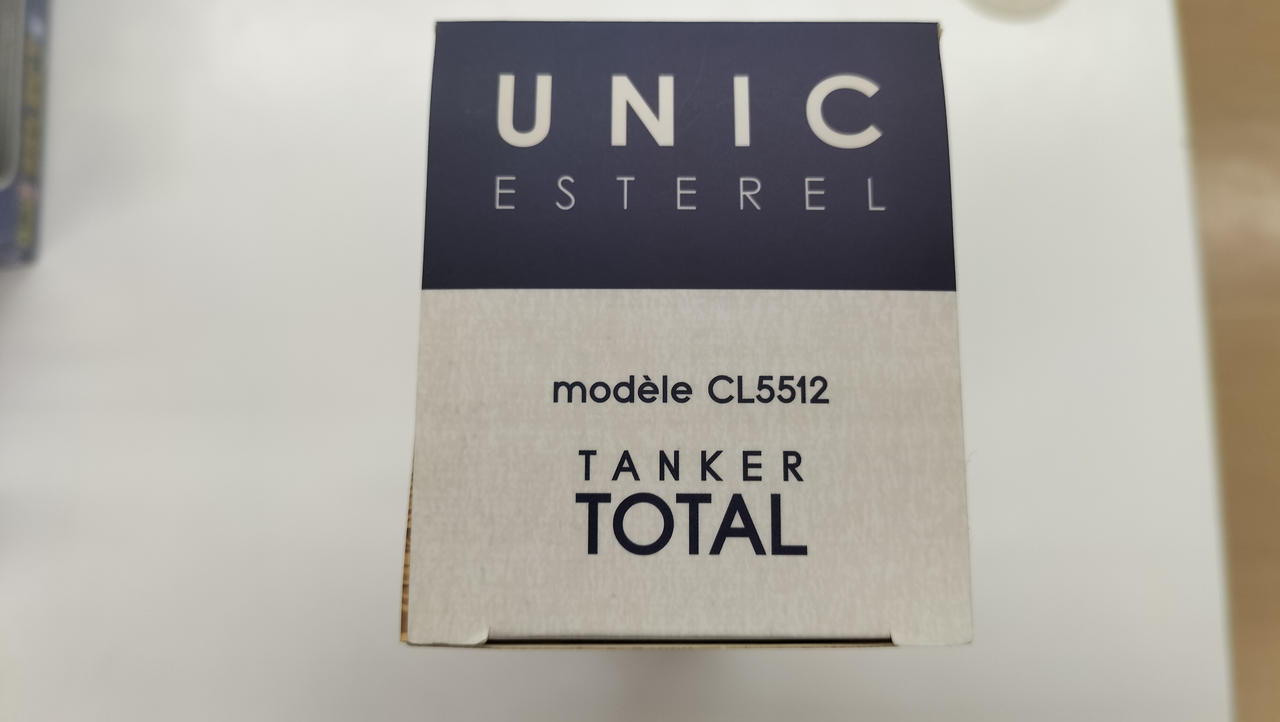 UNIC
ESTEREL
modèle CL5512
TANKER
TOTAL